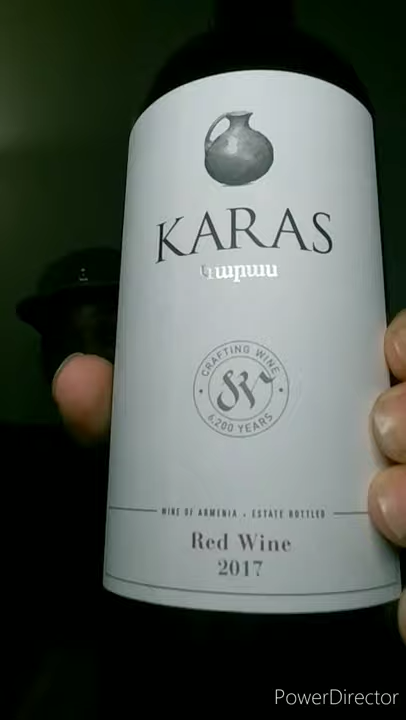 KARAS
Կարաս
CRAFTING WINE
6,200 YEARS
WINE OF ARMENIA . ESTATE BOTTLED
Red Wine
2017
PowerDirector